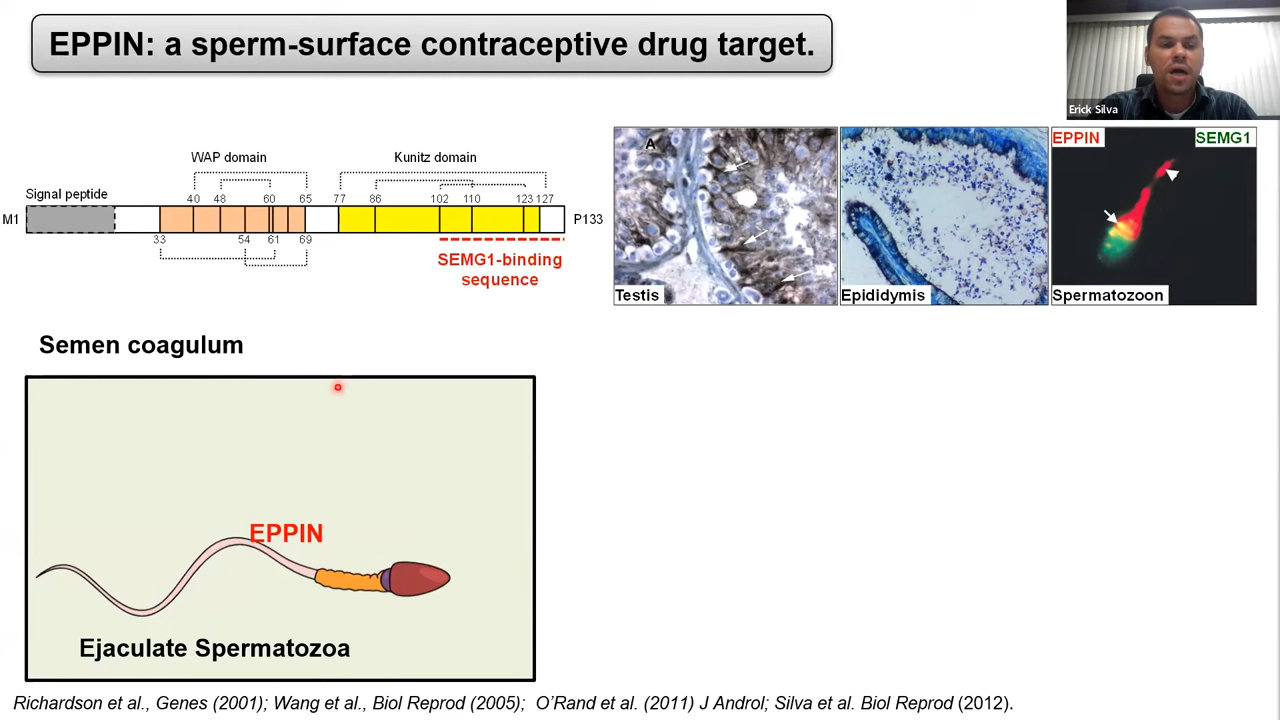 EPPIN: a sperm-surface contraceptive drug target.
Erick Silva
WAP domain
Kunitz domain
Signal peptide
40 48 60 65 77 86 102 110 123 127
M1
P133
33 54 61 69
SEMG1-binding
sequence
A
Testis
Epididymis
EPPIN
SEMG1
Spermatozoon
Semen coagulum
EPPIN
Ejaculate Spermatozoa
Richardson et al., Genes (2001); Wang et al., Biol Reprod (2005); O'Rand et al. (2011) J Androl; Silva et al. Biol Reprod (2012).